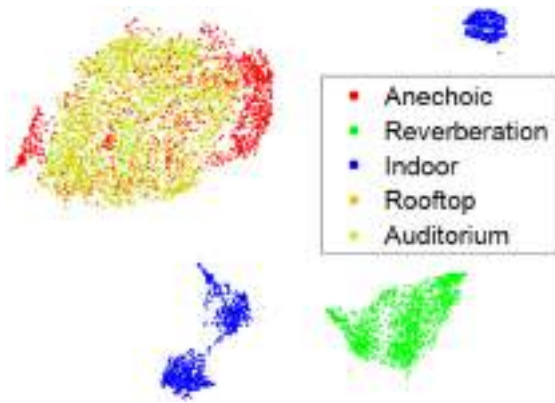 Anechoic
Reverberation
Indoor
Rooftop
Auditorium